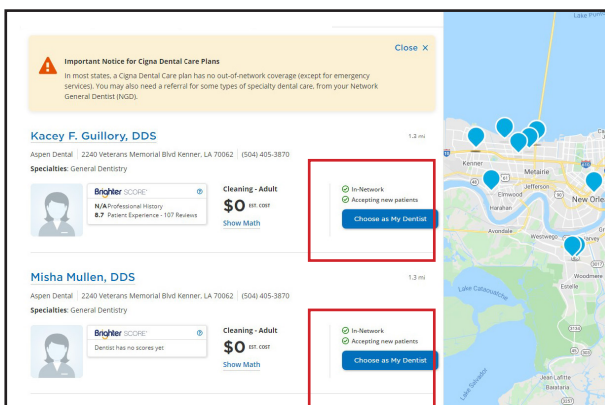 Close ×
Important Notice for Cigna Dental Care Plans
In most states, a Cigna Dental Care plan has no out-of-network coverage (except for emergency
services). You may also need a referral for some types of specialty dental care, from your Network
General Dentist (NGD).
Kacey F. Guillory, DDS
1.2 mi
Aspen Dental | 2240 Veterans Memorial Blvd Kenner, LA 70062 | (504) 405-3870
Specialties: General Dentistry
Brighter SCORE
N/A Professional History
8.7 Patient Experience - 107 Reviews
Cleaning - Adult
$0 EST. COST
Show Math
In-Network
Accepting new patients
Choose as My Dentist
Misha Mullen, DDS
1.3 mi
Aspen Dental | 2240 Veterans Memorial Blvd Kenner, LA 70062 | (504) 405-3870
Specialties: General Dentistry
Brighter SCORE
Dentist has no scores yet
Cleaning - Adult
$0 EST. COST
Show Math
In-Network
Accepting new patients
Choose as My Dentist
Kenner
Metairie
Jefferson
Elmwood
New Orle
Harahan
Avondale
Westwego
Harvey
Woodmere
Estelle
Lake Cataouatche
Lake Salvador
Jean Lafitte
Barataria
61
48
3134
45
3257